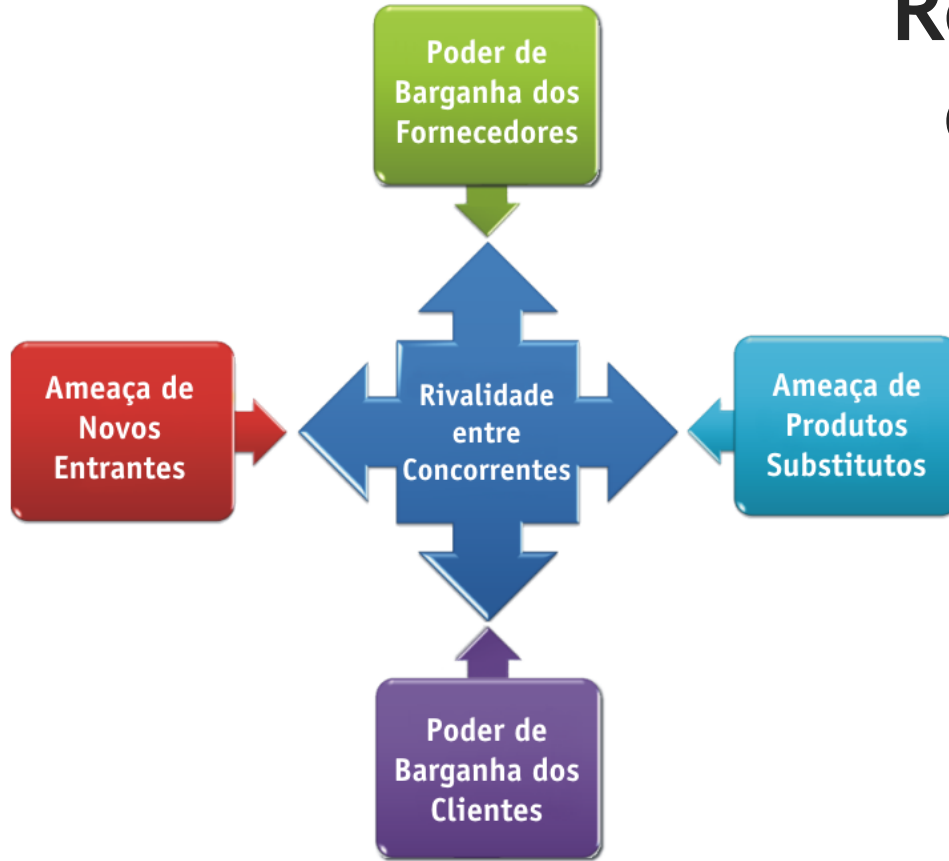 Poder de
Barganha dos
Fornecedores
Ameaça de
Novos
Entrantes
Rivalidade
entre
Concorrentes
Ameaça de
Produtos
Substitutos
Poder de
Barganha dos
Clientes